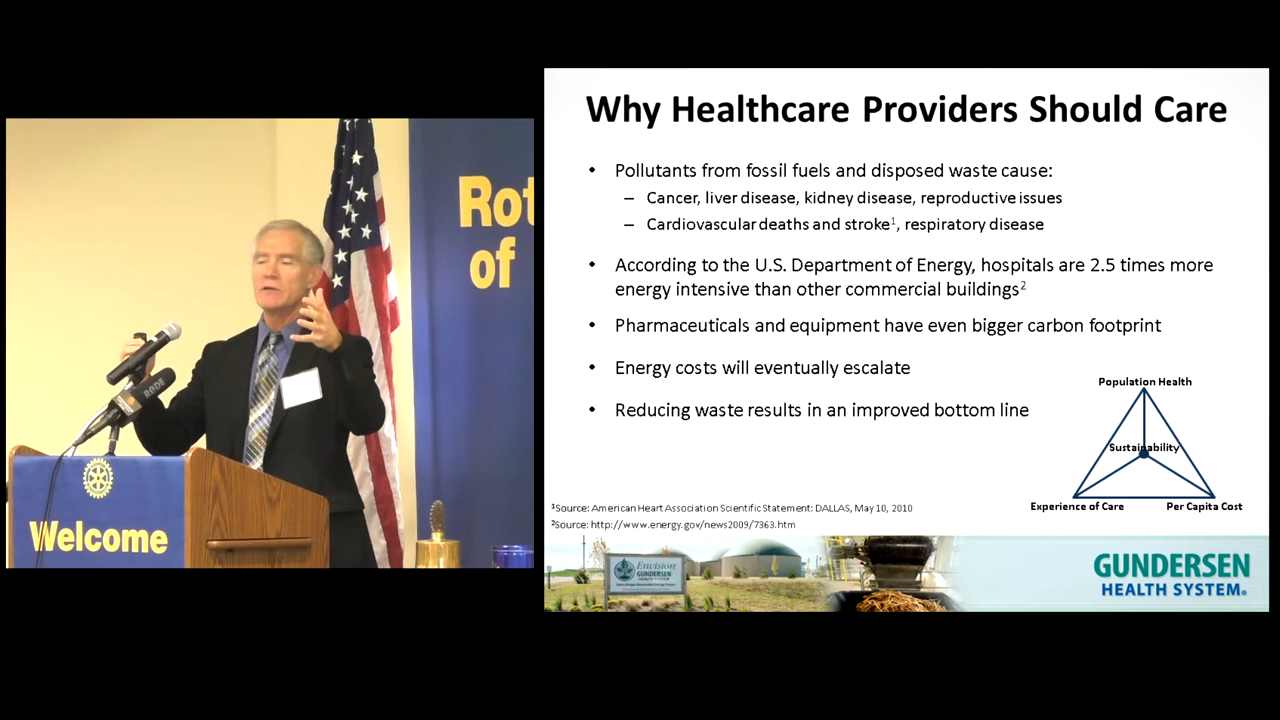 Rot
of
RODE
Welcome
Why Healthcare Providers Should Care
• Pollutants from fossil fuels and disposed waste cause:
– Cancer, liver disease, kidney disease, reproductive issues
– Cardiovascular deaths and stroke¹, respiratory disease
• According to the U.S. Department of Energy, hospitals are 2.5 times more
energy intensive than other commercial buildings²
• Pharmaceuticals and equipment have even bigger carbon footprint
• Energy costs will eventually escalate
• Reducing waste results in an improved bottom line
Population Health
Sustainability
Experience of Care
Per Capita Cost
¹Source: American Heart Association Scientific Statement: DALLAS, May 10, 2010
²Source: http://www.energy.gov/news2009/7363.htm
Envision
GUNDERSEN
HEALTH SYSTEM
GUNDERSEN
HEALTH SYSTEM®